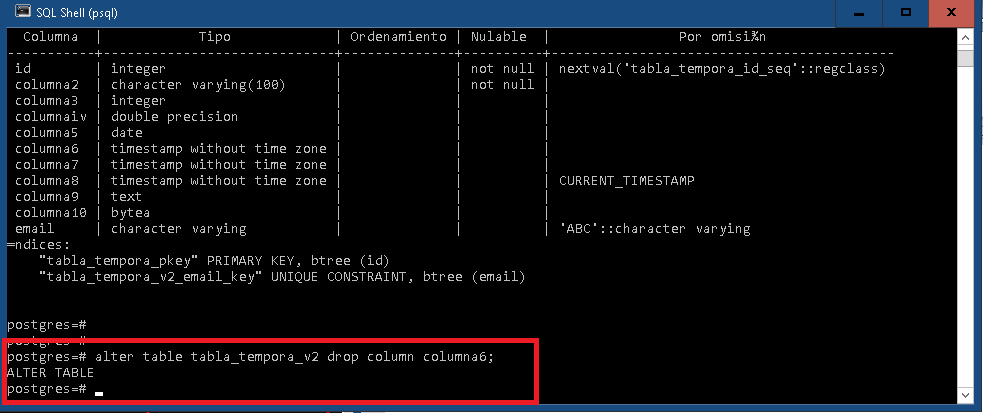 SQL Shell (psql)
Columna | Tipo | Ordenamiento | Nulable | Por omisi%n
---------+-----------------------------+--------------+----------+-------------------------------------------
id | integer | | not null | nextval('tabla_tempora_id_seq'::regclass)
columna2 | character varying(100) | | not null |
columna3 | integer | | |
columnaiv | double precision | | |
columna5 | date | | |
columna6 | timestamp without time zone | | |
columna7 | timestamp without time zone | | |
columna8 | timestamp without time zone | | | CURRENT_TIMESTAMP
columna9 | text | | |
columna10 | bytea | | |
email | character varying | | | 'ABC'::character varying
=ndices:
"tabla_tempora_pkey" PRIMARY KEY, btree (id)
"tabla_tempora_v2_email_key" UNIQUE CONSTRAINT, btree (email)
postgres=#
postgres=#
postgres=# alter table tabla_tempora_v2 drop column columna6;
ALTER TABLE
postgres=#